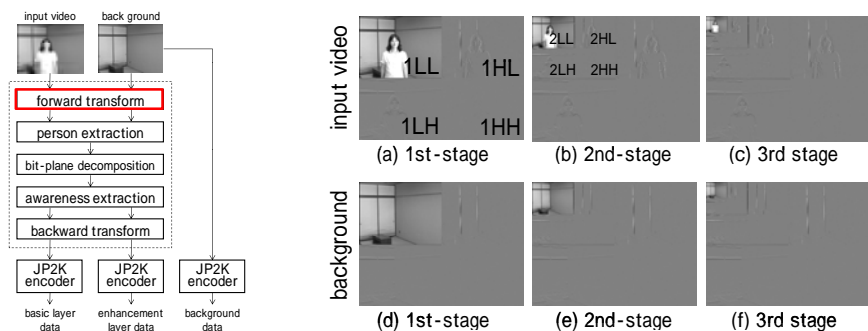 input video
back ground
forward transform
person extraction
bit-plane decomposition
awareness extraction
backward transform
JP2K encoder
JP2K encoder
JP2K encoder
basic layer data
enhancement layer data
background data
input video
1LL
1HL
1LH
1HH
(a) 1st-stage
2LL
2HL
2LH
2HH
(b) 2nd-stage
(c) 3rd stage
background
(d) 1st-stage
(e) 2nd-stage
(f) 3rd stage